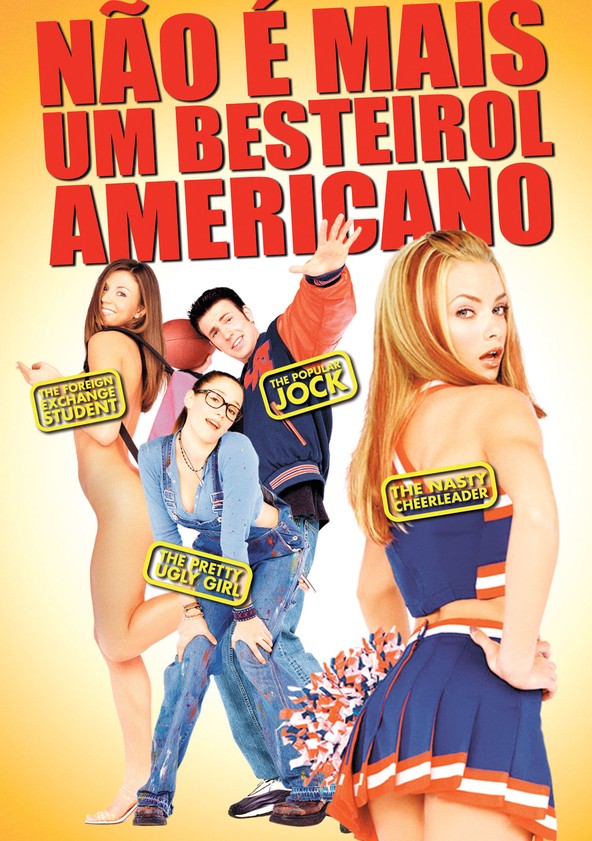 NÃO É MAIS
UM BESTEIROL
AMERICANO
THE FOREIGN
EXCHANGE
STUDENT
THE POPULAR
JOCK
THE NASTY
CHEERLEADER
THE PRETTY
UGLY GIRL